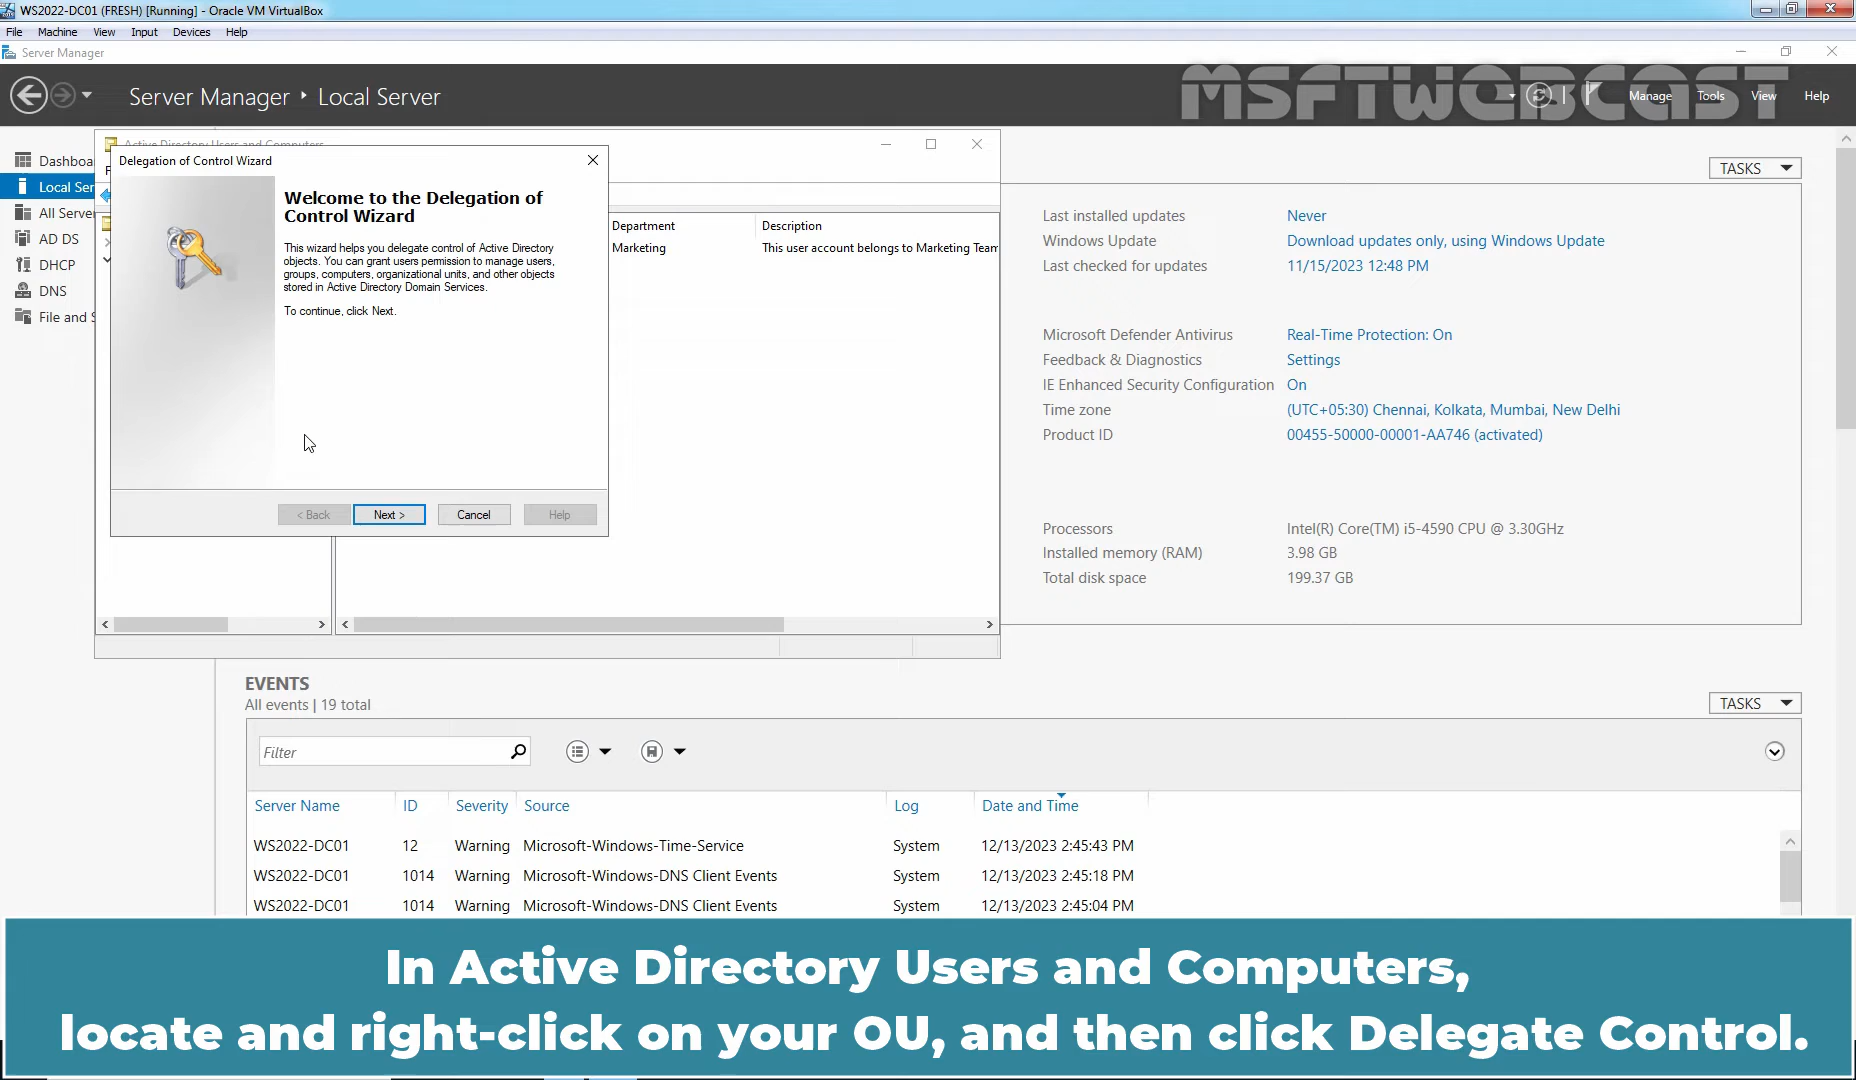 WS2022-DC01 (FRESH) [Running] - Oracle VM VirtualBox
File Machine View Input Devices Help
Server Manager
Server Manager ‣ Local Server
MSFTWEBCAST
Manage Tools View Help
Dashboa
Local Ser
All Server
AD DS
DHCP
DNS
File and S
Active Directory Users and Computers
Delegation of Control Wizard
Welcome to the Delegation of
Control Wizard
This wizard helps you delegate control of Active Directory
objects. You can grant users permission to manage users,
groups, computers, organizational units, and other objects
stored in Active Directory Domain Services.
To continue, click Next.
< Back Next > Cancel Help
Department Description
Marketing This user account belongs to Marketing Team
TASKS
Last installed updates Never
Windows Update Download updates only, using Windows Update
Last checked for updates 11/15/2023 12:48 PM
Microsoft Defender Antivirus Real-Time Protection: On
Feedback & Diagnostics Settings
IE Enhanced Security Configuration On
Time zone (UTC+05:30) Chennai, Kolkata, Mumbai, New Delhi
Product ID 00455-50000-00001-AA746 (activated)
Processors Intel(R) Core(TM) i5-4590 CPU @ 3.30GHz
Installed memory (RAM) 3.98 GB
Total disk space 199.37 GB
EVENTS
All events | 19 total
TASKS
Filter
Server Name ID Severity Source Log Date and Time
WS2022-DC01 12 Warning Microsoft-Windows-Time-Service System 12/13/2023 2:45:43 PM
WS2022-DC01 1014 Warning Microsoft-Windows-DNS Client Events System 12/13/2023 2:45:18 PM
WS2022-DC01 1014 Warning Microsoft-Windows-DNS Client Events System 12/13/2023 2:45:04 PM
In Active Directory Users and Computers,
locate and right-click on your OU, and then click Delegate Control.